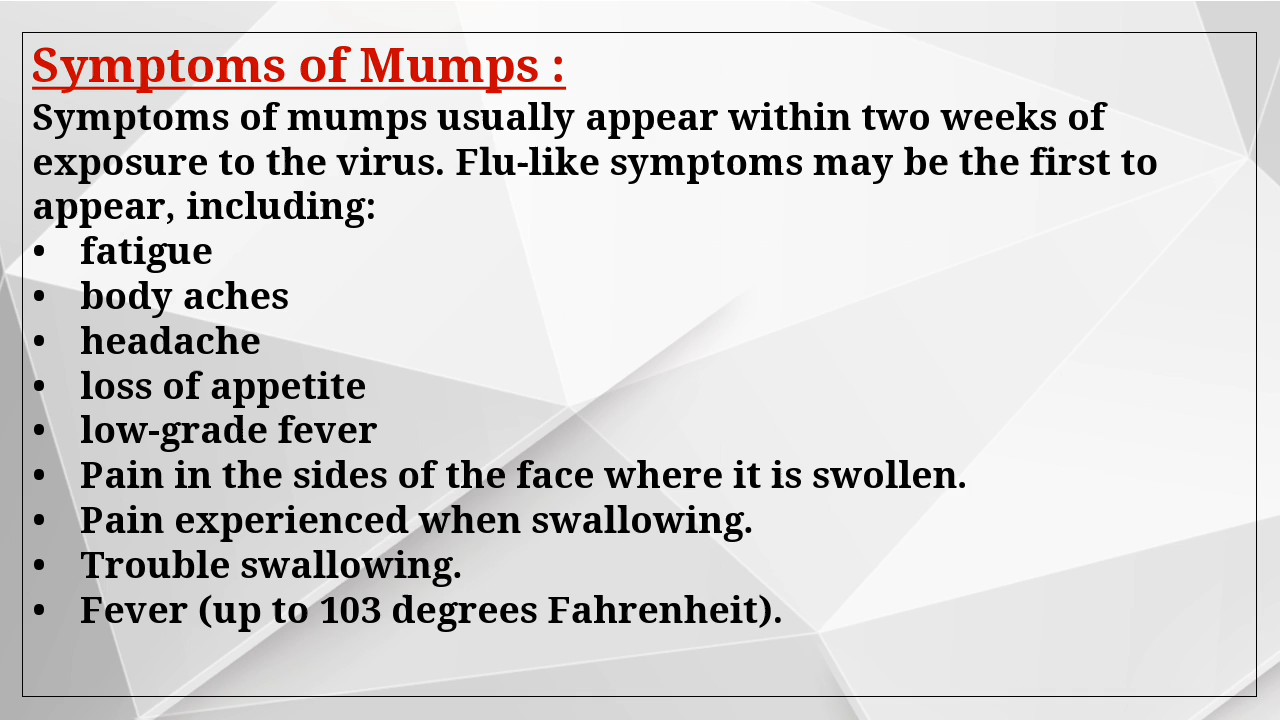 Symptoms of Mumps :
Symptoms of mumps usually appear within two weeks of
exposure to the virus. Flu-like symptoms may be the first to
appear, including:
• fatigue
• body aches
• headache
• loss of appetite
• low-grade fever
• Pain in the sides of the face where it is swollen.
• Pain experienced when swallowing.
• Trouble swallowing.
• Fever (up to 103 degrees Fahrenheit).